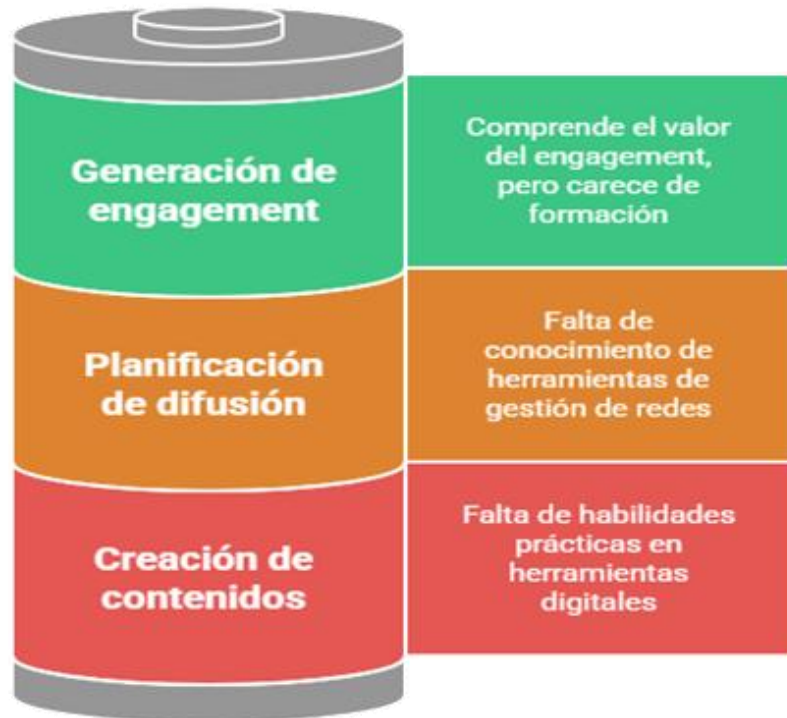 Generación de
engagement
Comprende el valor
del engagement,
pero carece de
formación
Planificación
de difusión
Falta de
conocimiento de
herramientas de
gestión de redes
Creación de
contenidos
Falta de habilidades
prácticas en
herramientas
digitales